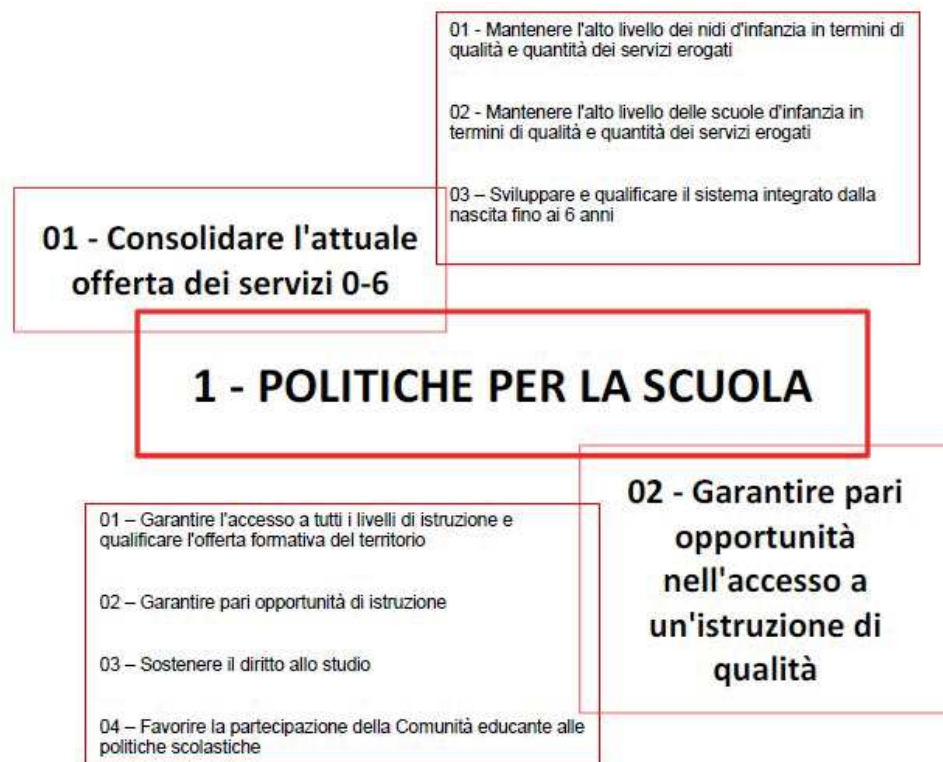 01 - Mantenere l'alto livello dei nidi d'infanzia in termini di
qualità e quantità dei servizi erogati
02 - Mantenere l'alto livello delle scuole d'infanzia in
termini di qualità e quantità dei servizi erogati
03 – Sviluppare e qualificare il sistema integrato dalla
nascita fino ai 6 anni
01 - Consolidare l'attuale
offerta dei servizi 0-6
1 - POLITICHE PER LA SCUOLA
02 - Garantire pari
opportunità
nell'accesso a
un'istruzione di
qualità
01 – Garantire l'accesso a tutti i livelli di istruzione e
qualificare l'offerta formativa del territorio
02 – Garantire pari opportunità di istruzione
03 – Sostenere il diritto allo studio
04 – Favorire la partecipazione della Comunità educante alle
politiche scolastiche